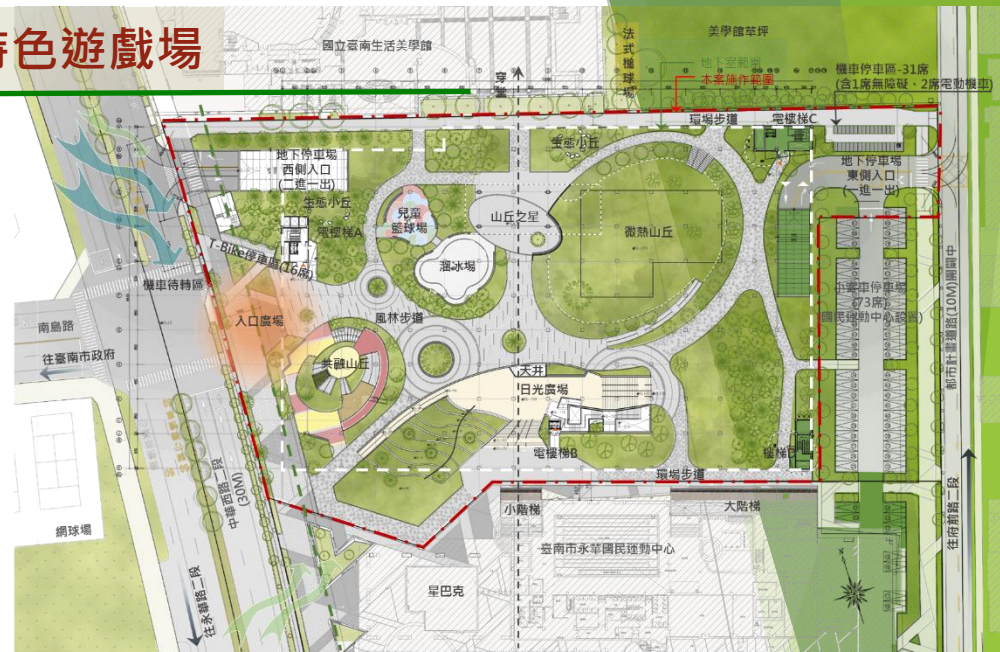 特色遊戲場
國立臺南生活美學館
法式槌球場
美學館草坪
地下室範圍
本案施作範圍
機車停車區-31席
(含1席無障礙、2席電動機車)
環場步道
電樓梯C
生態小丘
地下停車場
西側入口
(二進一出)
地下停車場
東側入口
(一進一出)
生態小丘
兒童
籃球場
山丘之星
微熱山丘
電樓梯A
T-Bike停車區(16席)
溜冰場
機車待轉區
小客車停車場
(73席)
國民運動中心設置)
都市計畫道路(10M)開闢中
南島路
入口廣場
風林步道
往臺南市政府
共融山丘
天井
日光廣場
電樓梯B
環場步道
中華西路二段
(30M)
小階梯
大階梯
網球場
臺南市永華國民運動中心
往府前路二段
星巴克
往永華路二段